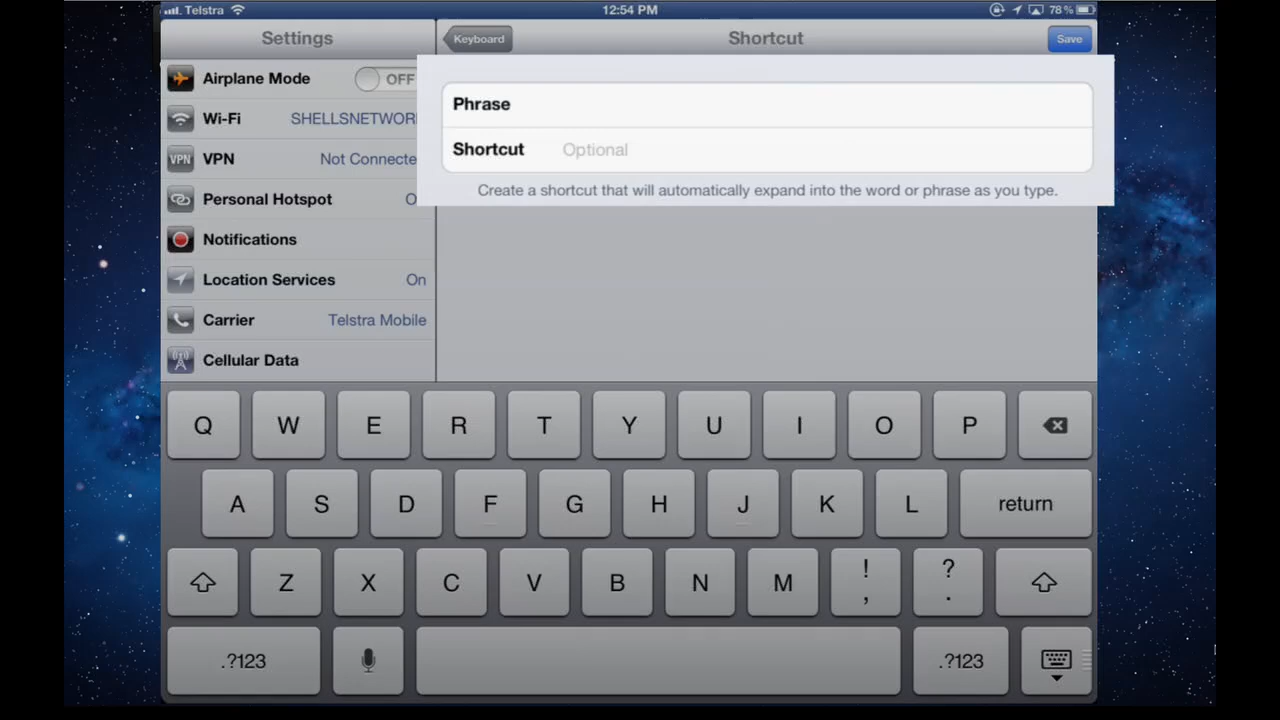 Telstra 12:54 PM 78%
Settings
Keyboard
Shortcut
Save
Airplane Mode OFF
Wi-Fi SHELLSNETWOR
VPN Not Connecte
Personal Hotspot O
Notifications
Location Services On
Carrier Telstra Mobile
Cellular Data
Phrase
Shortcut Optional
Create a shortcut that will automatically expand into the word or phrase as you type.
Q W E R T Y U I O P
A S D F G H J K L return
Z X C V B N M ! , ? .
.?123 .?123